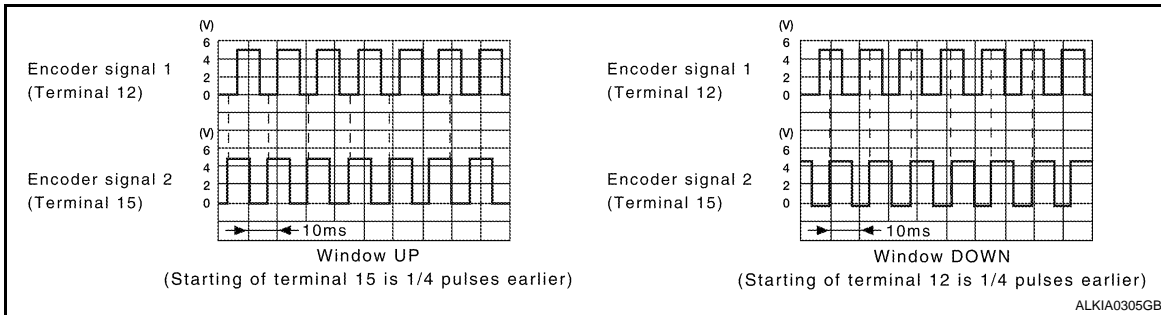 (V)
6
4
2
0
Encoder signal 1
(Terminal 12)
(V)
6
4
2
0
Encoder signal 2
(Terminal 15)
10ms
Window UP
(Starting of terminal 15 is 1/4 pulses earlier)
(V)
6
4
2
0
Encoder signal 1
(Terminal 12)
(V)
6
4
2
0
Encoder signal 2
(Terminal 15)
10ms
Window DOWN
(Starting of terminal 12 is 1/4 pulses earlier)
ALKIA0305GB